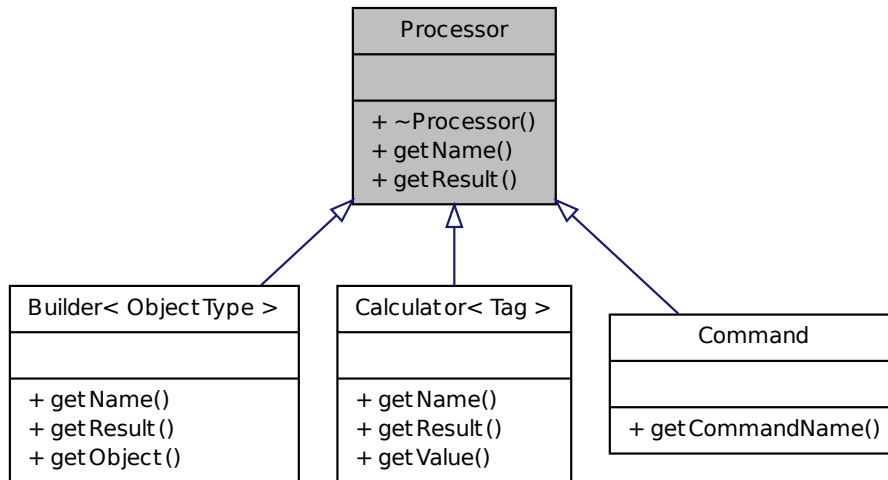 Processor
+ ~Processor()
+ getName()
+ getResult()
Builder< ObjectType >
+ getName()
+ getResult()
+ getObject()
Calculator< Tag >
+ getName()
+ getResult()
+ getValue()
Command
+ getCommandName()